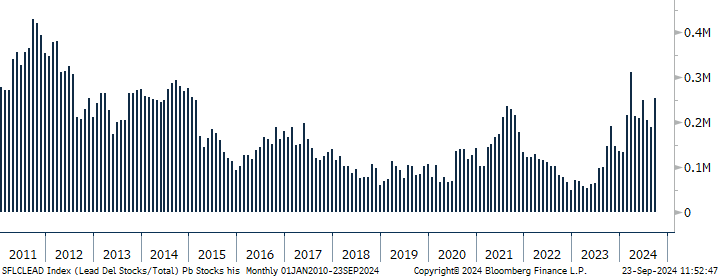 0.4M
0.3M
0.2M
0.1M
0
2011 2012 2013 2014 2015 2016 2017 2018 2019 2020 2021 2022 2023 2024
SFLCLEAD Index (Lead Del Stocks/Total) Pb Stocks his Monthly 01JAN2010-23SEP2024 Copyright© 2024 Bloomberg Finance L.P. 23-Sep-2024 11:52:47